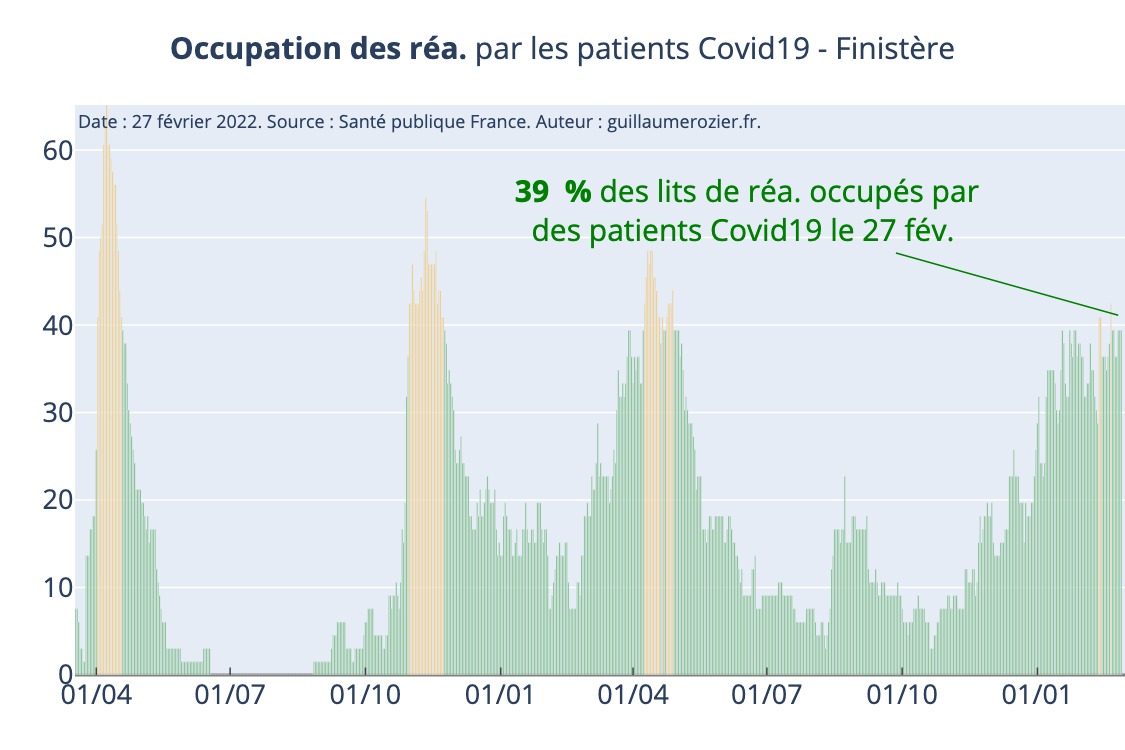 Occupation des réa. par les patients Covid19 - Finistère
Date : 27 février 2022. Source : Santé publique France. Auteur : guillaumerozier.fr.
39 % des lits de réa. occupés par
des patients Covid19 le 27 fév.
60
50
40
30
20
10
0
01/04 01/07 01/10 01/01 01/04 01/07 01/10 01/01